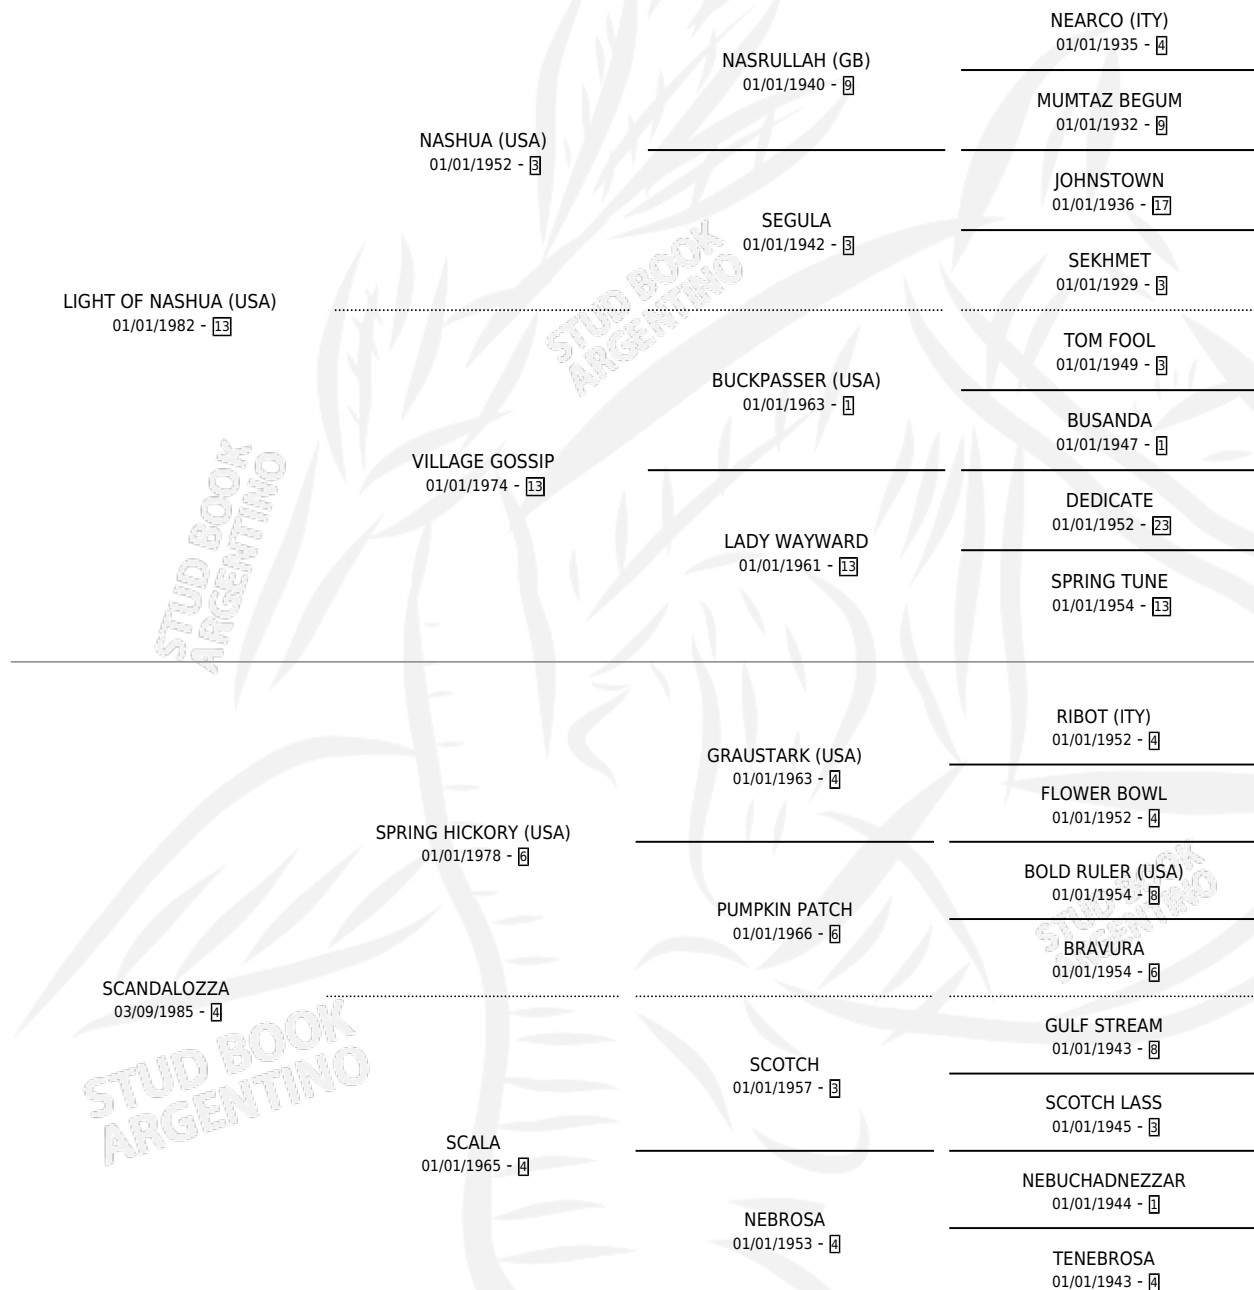 NEARCO (ITY)
01/01/1935 - 4
NASRULLAH (GB)
01/01/1940 - 9
MUMTAZ BEGUM
01/01/1932 - 9
NASHUA (USA)
01/01/1952 - 3
JOHNSTOWN
01/01/1936 - 17
SEGULA
01/01/1942 - 3
SEKHMET
01/01/1929 - 3
LIGHT OF NASHUA (USA)
01/01/1982 - 13
TOM FOOL
01/01/1949 - 3
BUCKPASSER (USA)
01/01/1963 - 1
BUSANDA
01/01/1947 - 1
VILLAGE GOSSIP
01/01/1974 - 13
DEDICATE
01/01/1952 - 23
LADY WAYWARD
01/01/1961 - 13
SPRING TUNE
01/01/1954 - 13
RIBOT (ITY)
01/01/1952 - 4
GRAUSTARK (USA)
01/01/1963 - 4
FLOWER BOWL
01/01/1952 - 4
SPRING HICKORY (USA)
01/01/1978 - 6
BOLD RULER (USA)
01/01/1954 - 8
PUMPKIN PATCH
01/01/1966 - 6
BRAVURA
01/01/1954 - 6
SCANDALOZZA
03/09/1985 - 4
GULF STREAM
01/01/1943 - 8
SCOTCH
01/01/1957 - 3
SCOTCH LASS
01/01/1945 - 3
SCALA
01/01/1965 - 4
NEBUCHADNEZZAR
01/01/1944 - 1
NEBROSA
01/01/1953 - 4
TENEBROSA
01/01/1943 - 4
STUD BOOK
ARGENTINO
STUD BOOK
ARGENTINO
STUD BOOK
ARGENTINO
STUD BOOK
ARGENTINO